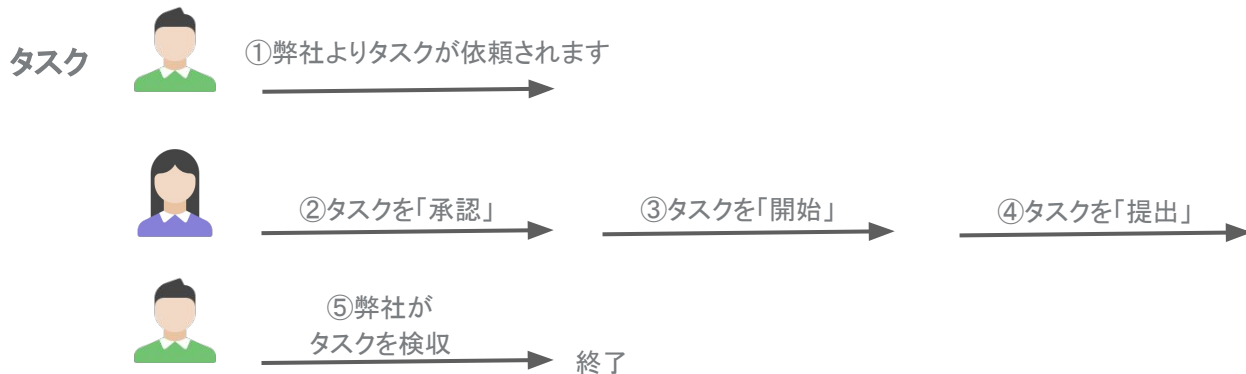 タスク
①弊社よりタスクが依頼されます
②タスクを「承認」
③タスクを「開始」
④タスクを「提出」
⑤弊社が
タスクを検収
終了